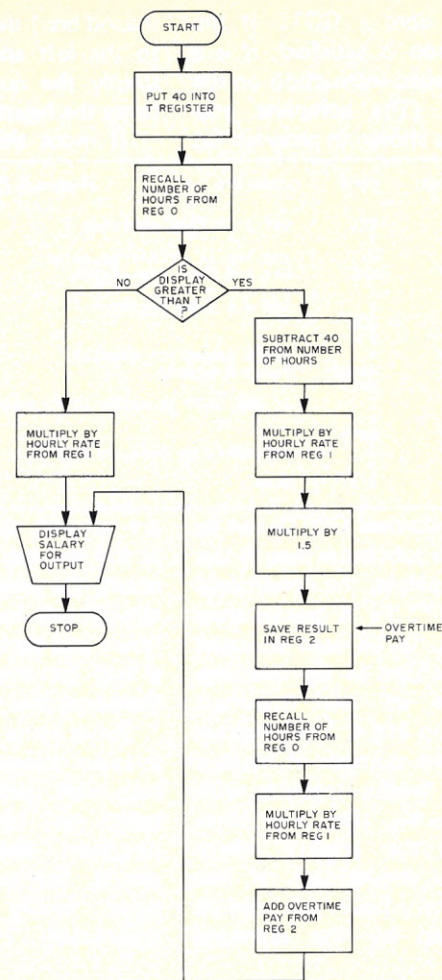 START
PUT 40 INTO
T REGISTER
RECALL
NUMBER OF
HOURS FROM
REG 0
IS
DISPLAY
GREATER
THAN T
?
NO
YES
MULTIPLY BY
HOURLY RATE
FROM REG 1
DISPLAY
SALARY
FOR
OUTPUT
STOP
SUBTRACT 40
FROM NUMBER
OF HOURS
MULTIPLY BY
HOURLY RATE
FROM REG 1
MULTIPLY BY
1.5
SAVE RESULT
IN REG 2
OVERTIME
PAY
RECALL
NUMBER OF
HOURS FROM
REG 0
MULTIPLY BY
HOURLY RATE
FROM REG 1
ADD OVERTIME
PAY FROM
REG 2